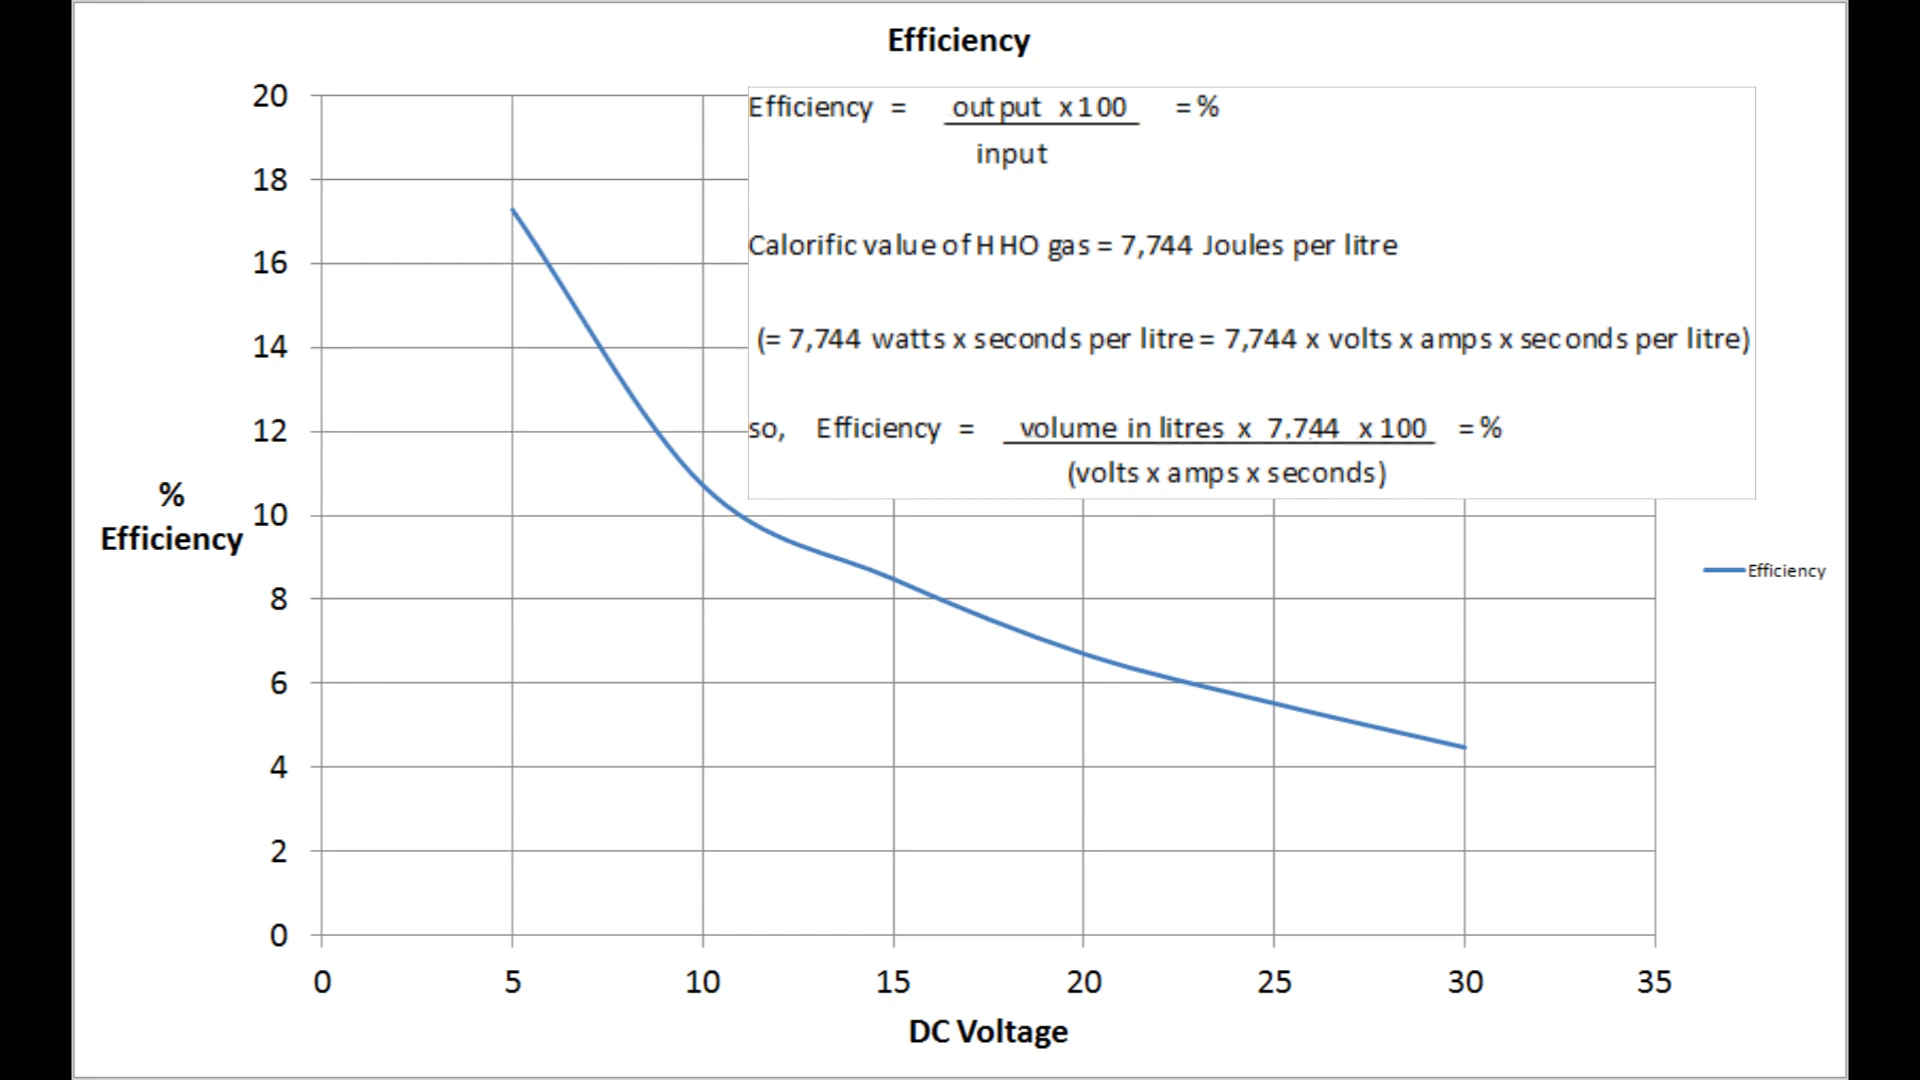 Efficiency
20
18
16
14
12
10
8
6
4
2
0
%
Efficiency
Efficiency = output x100 = %
input
Calorific value of HHO gas = 7,744 Joules per litre
(= 7,744 watts x seconds per litre = 7,744 x volts x amps x seconds per litre)
so, Efficiency = volume in litres x 7.744 x 100 = %
(volts x amps x seconds)
Efficiency
0 5 10 15 20 25 30 35
DC Voltage